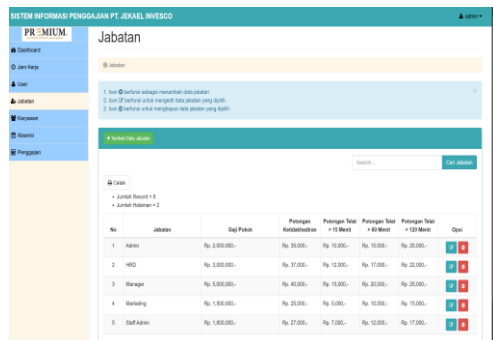 SISTEM INFORMASI PENGGAJIAN PT. JEKAEL INVESCO
admin
PREMIUM.
Dashboard
Jam Kerja
User
Jabatan
Karyawan
Absensi
Penggajian
Jabatan
Jabatan
1. Icon berfunsi sebagai menambah data jabatan
2. Icon berfunsi untuk mengedit data jabatan yang dipilih
3. Icon berfunsi untuk menghapus data jabatan yang dipilih
×
+ Tambah Data Jabatan
Search...
Cari Jabatan
Cetak
• Jumlah Record = 8
• Jumlah Halaman = 2
No Jabatan Gaji Pokok Potongan Ketidakhadiran Potongan Telat > 15 Menit Potongan Telat > 60 Menit Potongan Telat > 120 Menit Opsi
1 Admin Rp. 2,000,000,- Rp. 35,000,- Rp. 10,000,- Rp. 15,000,- Rp. 20,000,-
2 HRD Rp. 3,000,000,- Rp. 37,000,- Rp. 12,000,- Rp. 17,000,- Rp. 22,000,-
3 Manager Rp. 5,000,000,- Rp. 40,000,- Rp. 15,000,- Rp. 20,000,- Rp. 25,000,-
4 Marketing Rp. 1,500,000,- Rp. 25,000,- Rp. 5,000,- Rp. 10,000,- Rp. 15,000,-
5 Staff Admin Rp. 1,800,000,- Rp. 27,000,- Rp. 7,000,- Rp. 12,000,- Rp. 17,000,-